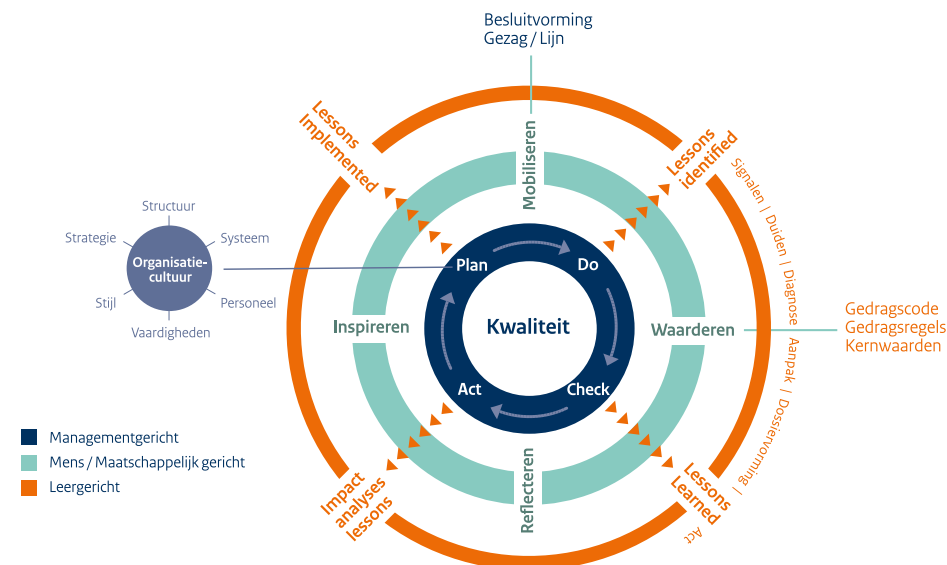 Besluitvorming
Gezag / Lijn
Lessons
Implemented
Mobiliseren
Lessons
identified
Signalen | Duiden | Diagnose Aanpak | Dossiervorming | Act
Structuur
Strategie
Systeem
Organisatie-
cultuur
Stijl
Personeel
Vaardigheden
Plan
Do
Inspireren
Kwaliteit
Waarderen
Gedragscode
Gedragsregels
Kernwaarden
Act
Check
Reflecteren
Impact
analyses
lessons
Lessons
Learned
Managementgericht
Mens / Maatschappelijk gericht
Leergericht